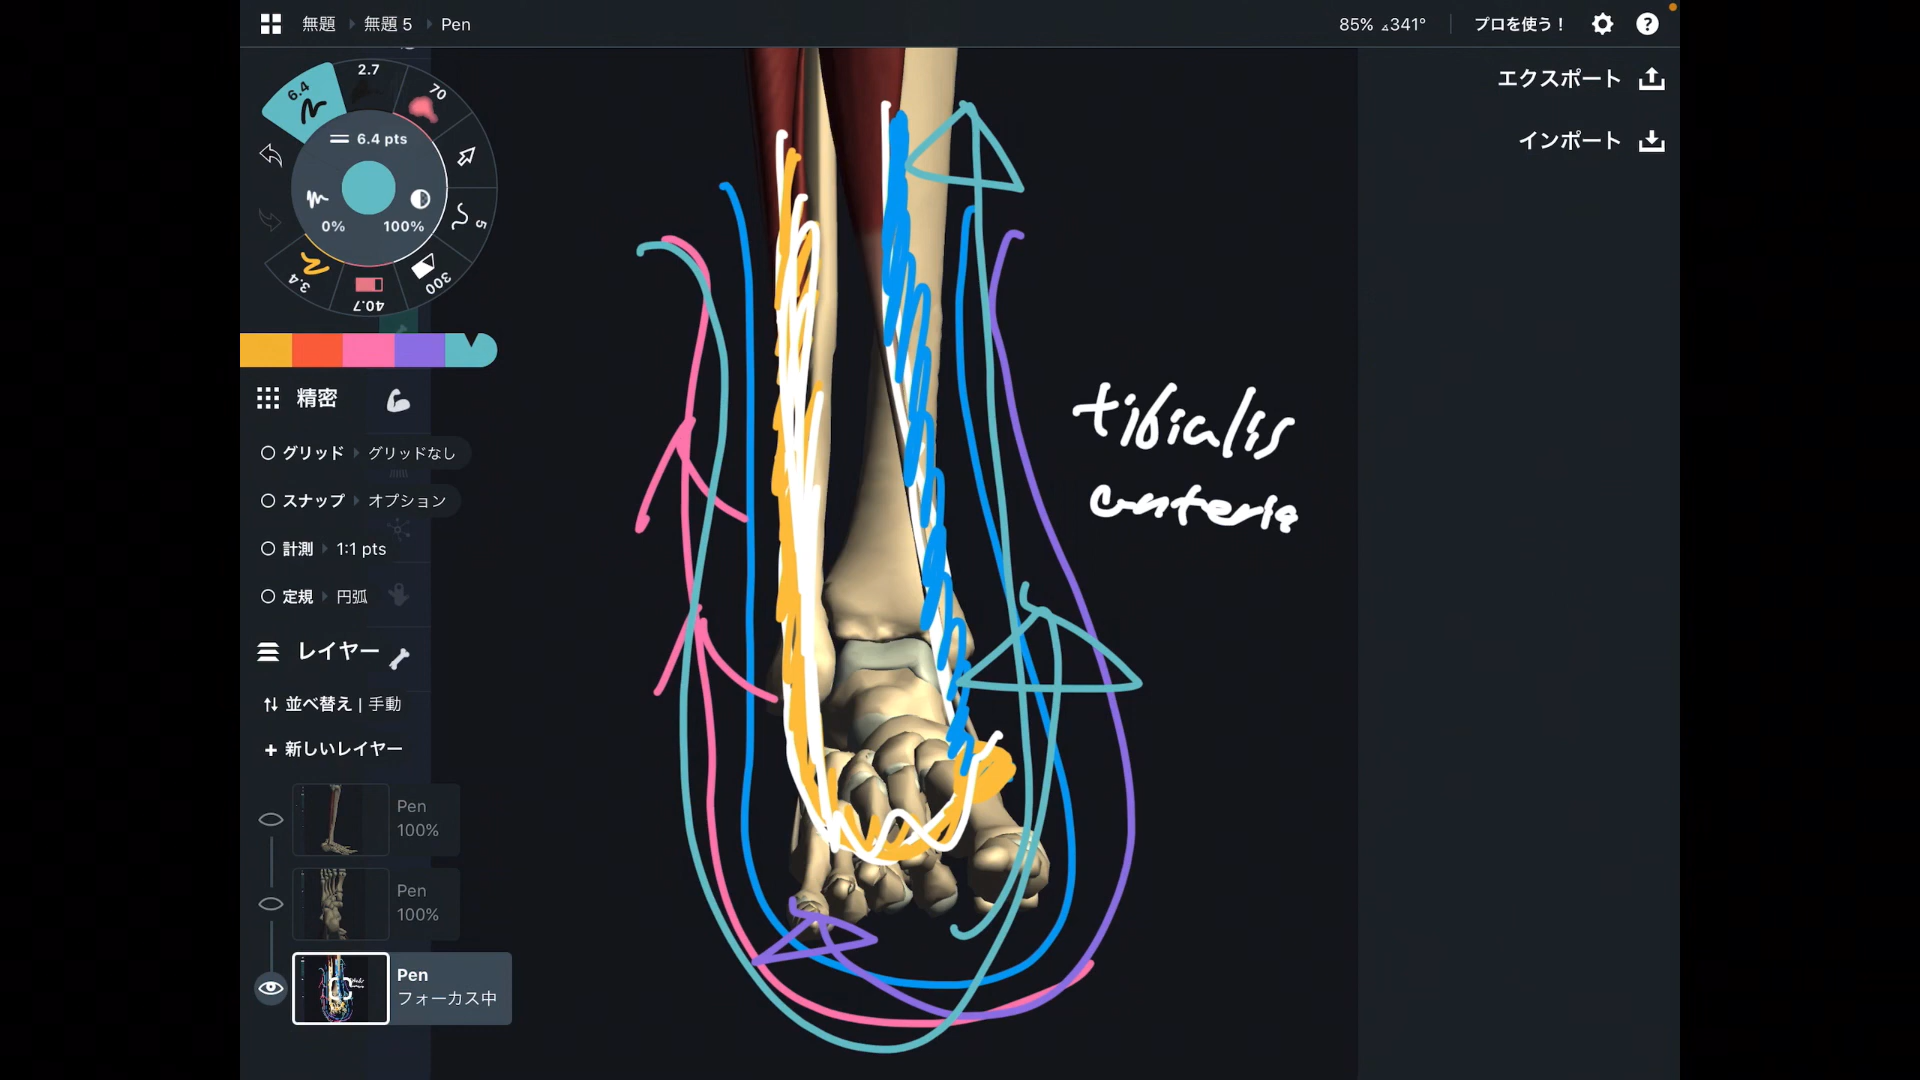 無題 無題 5 Pen
85% ⊿341° プロを使う！
エクスポート
インポート
6.4
2.7
70
6.4 pts
0% 100%
5
300
40.7
3.4
精密
グリッド グリッドなし
スナップ オプション
計測 1:1 pts
定規 円弧
レイヤー
並べ替え | 手動
+ 新しいレイヤー
Pen
100%
Pen
100%
Pen
フォーカス中
tibialis